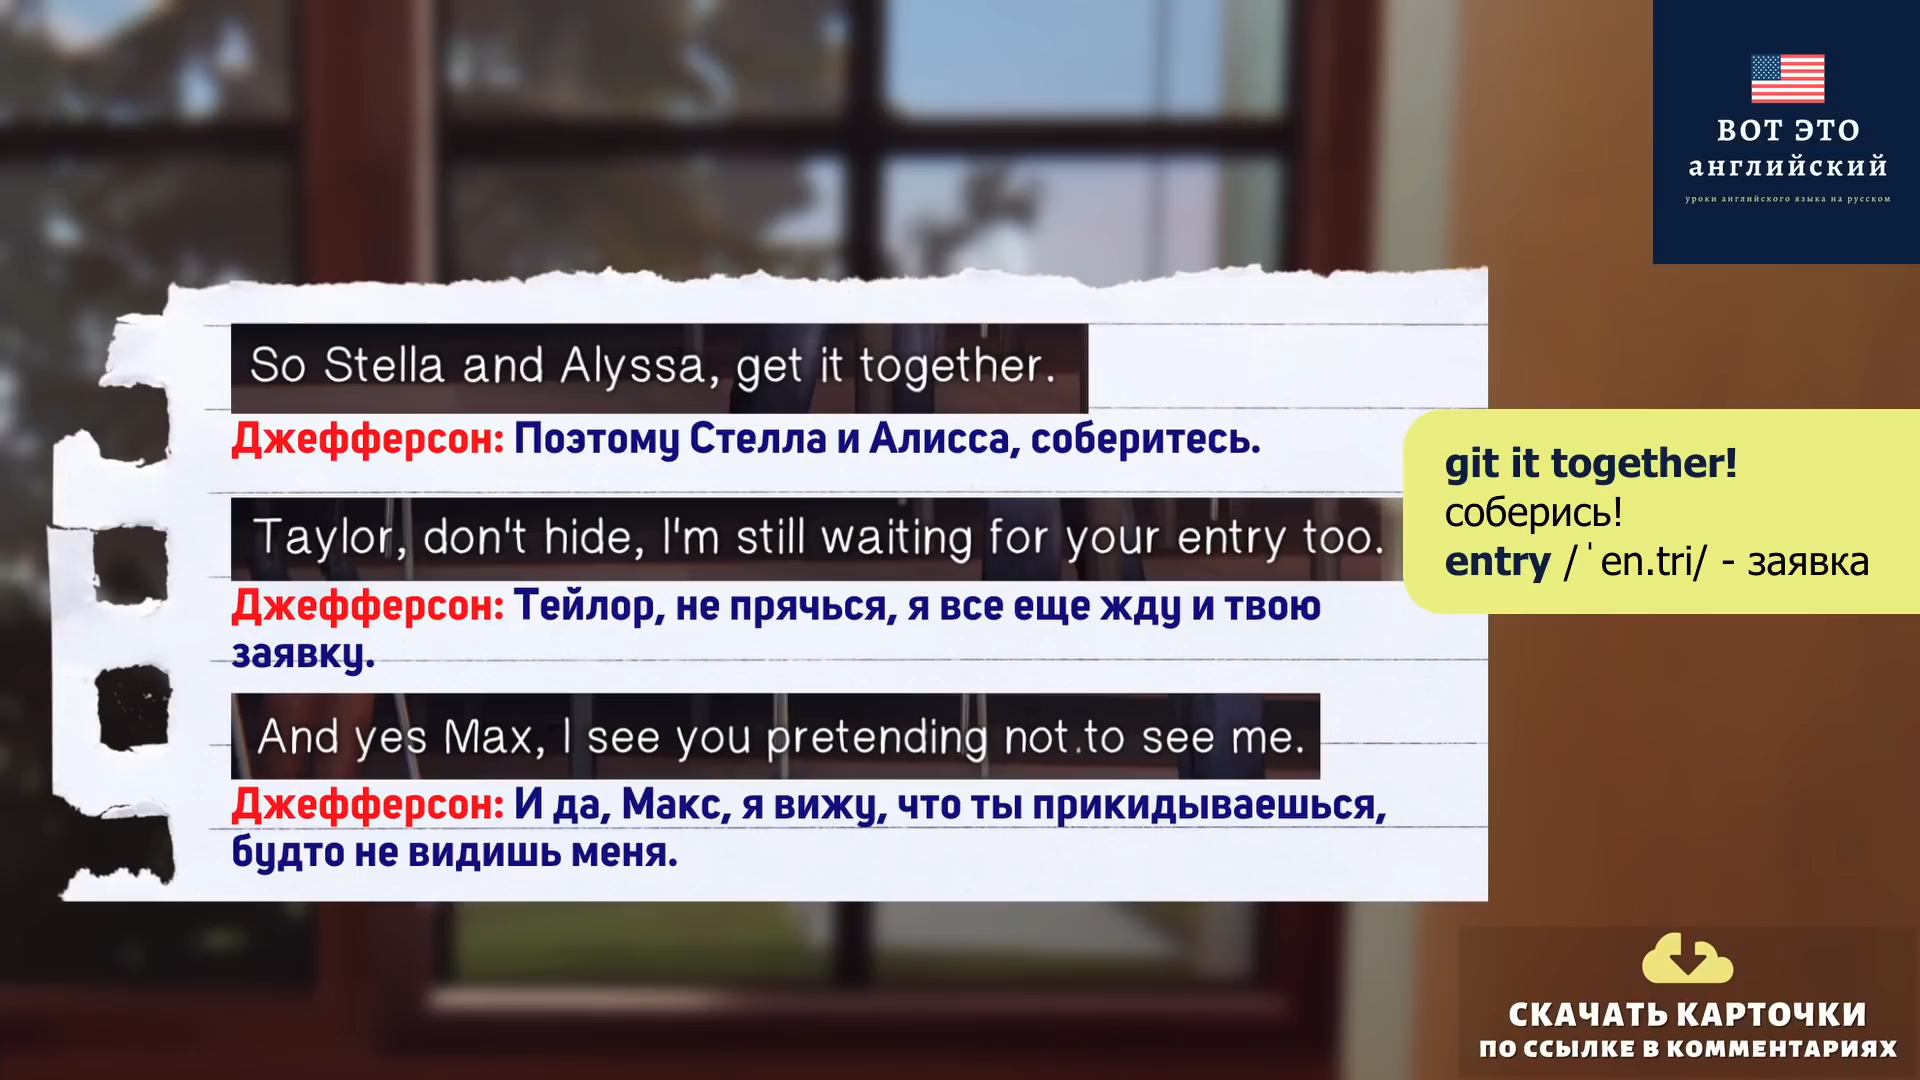 ВОТ ЭТО
английский
уроки английского языка на русском
So Stella and Alyssa, get it together.
Джефферсон: Поэтому Стелла и Алисса, соберитесь.
Taylor, don't hide, I'm still waiting for your entry too.
Джефферсон: Тейлор, не прячься, я все еще жду и твою
заявку.
And yes Max, I see you pretending not to see me.
Джефферсон: И да, Макс, я вижу, что ты прикидываешься,
будто не видишь меня.
git it together!
соберись!
entry /ˈen.tri/ - заявка
СКАЧАТЬ КАРТОЧКИ
ПО ССЫЛКЕ В КОММЕНТАРИЯХ